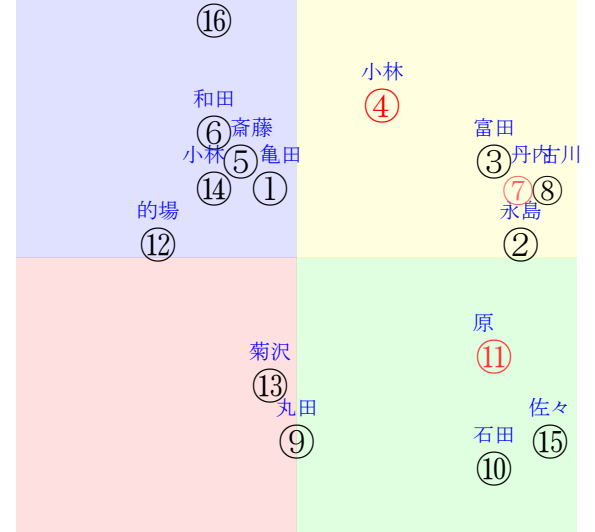 ⑯
小林
④
和田
⑥
斎藤
⑤
富田
③
小林
⑭
亀田
①
丹内
⑦
古川
⑧
的場
⑫
永島
②
原
⑪
菊沢
⑬
丸田
⑨
佐々
⑮
石田
⑩